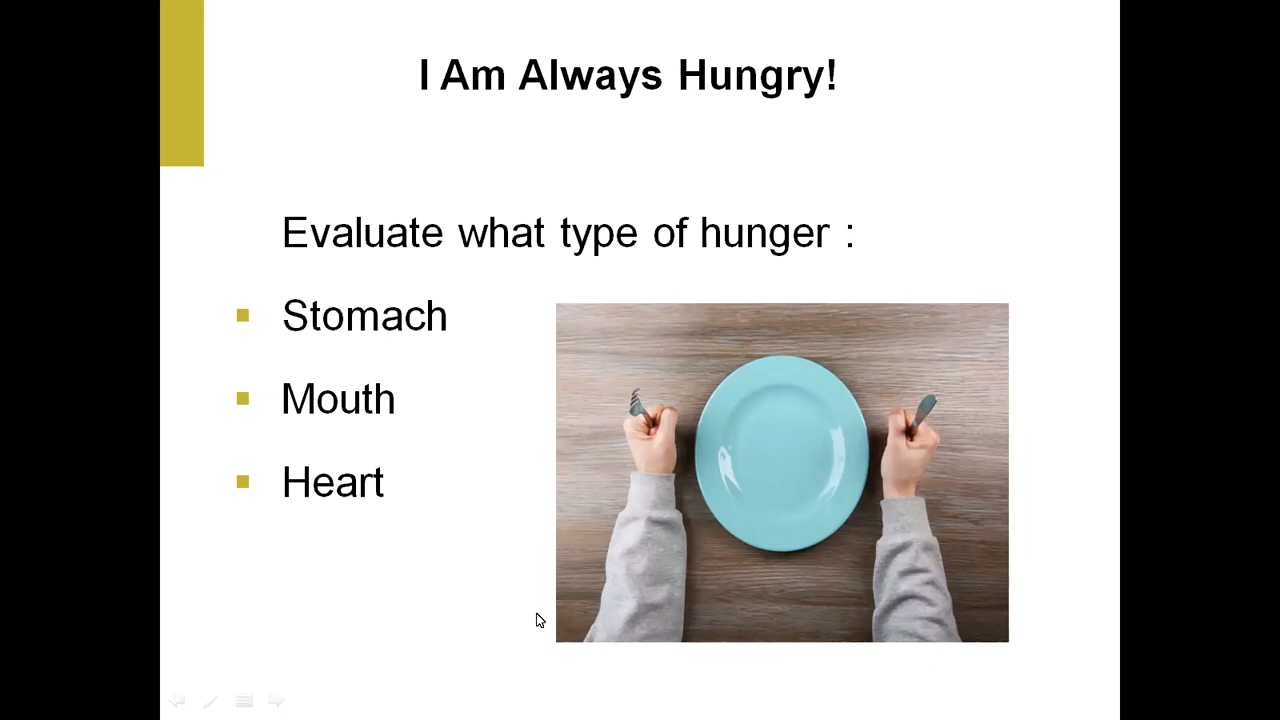 I Am Always Hungry!
Evaluate what type of hunger :
Stomach
Mouth
Heart